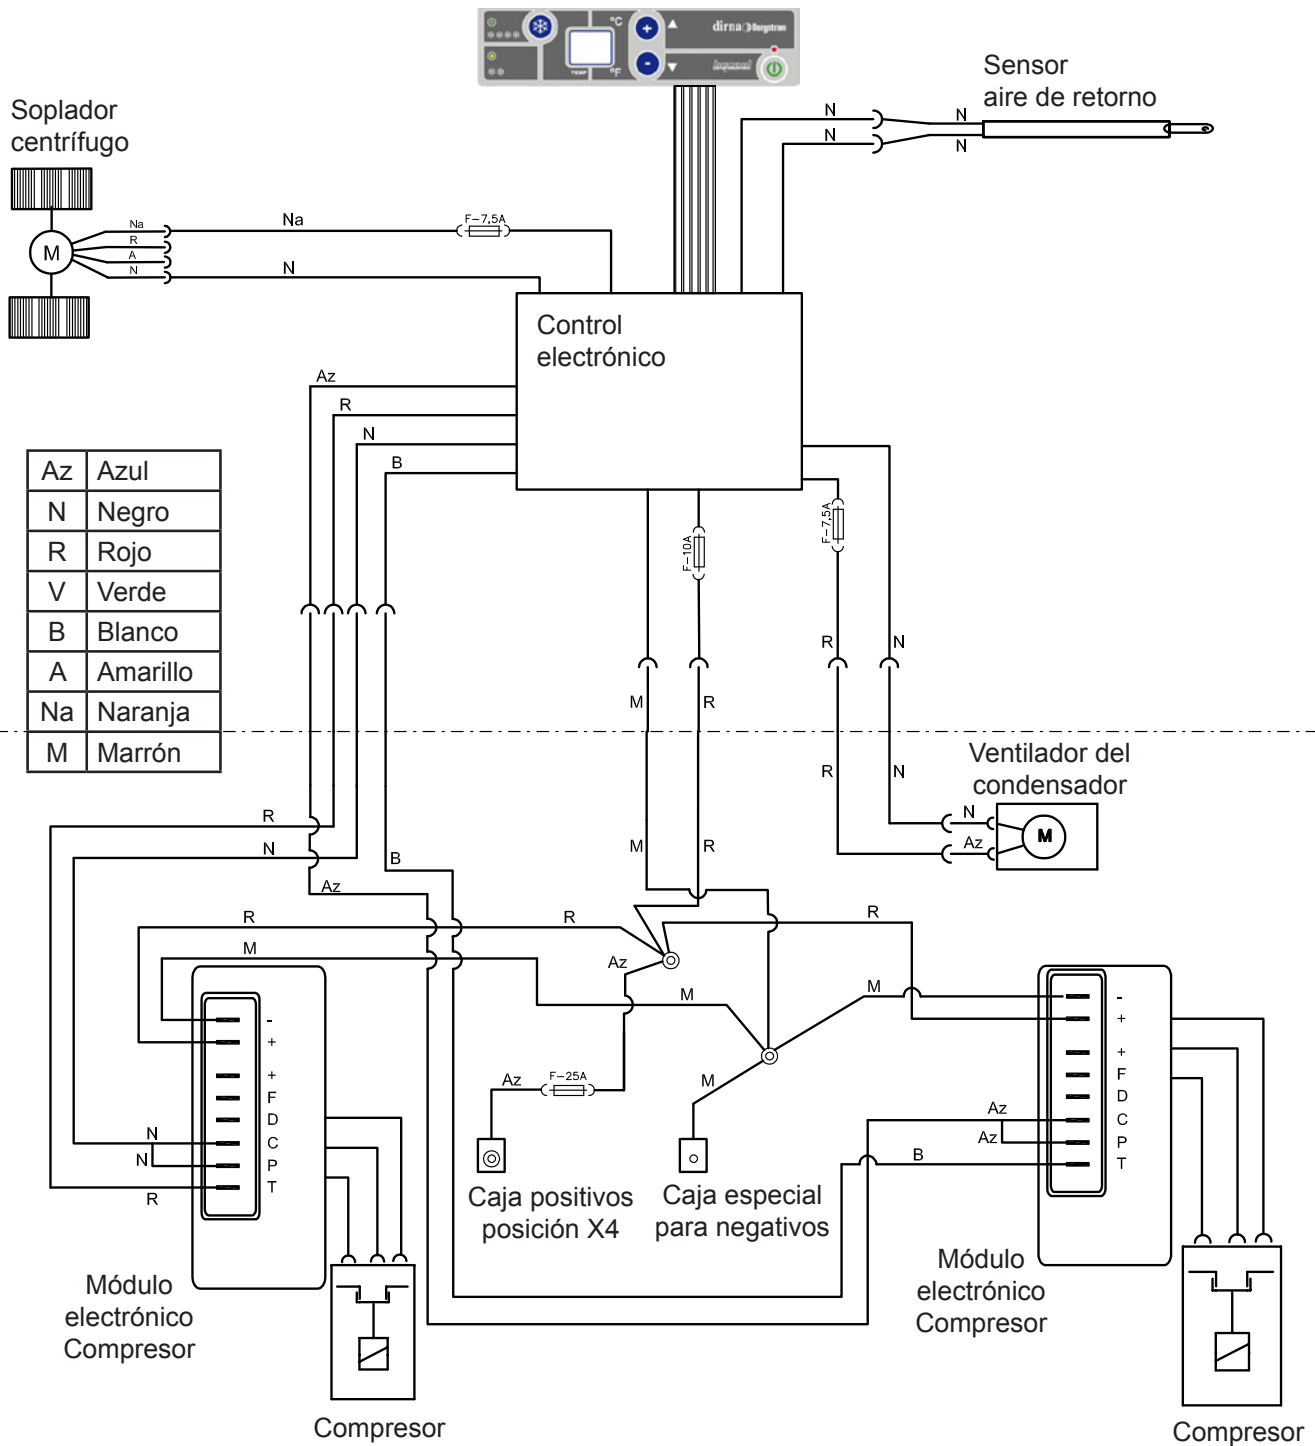 °C
+
dirna Bergstrom
TEMP
°F
-
Sensor
aire de retorno
N
N
N
N
Soplador
centrífugo
Na
R
A
N
M
Na
F-7,5A
N
Control
electrónico
Az
R
N
B
Az Azul
N Negro
R Rojo
V Verde
B Blanco
A Amarillo
Na Naranja
M Marrón
F-10A
F-7,5A
R
N
M
R
R
N
Ventilador del
condensador
N
Az
M
R
N
M
R
B
Az
R
R
R
M
Az
M
M
Az
F-25A
M
-
+
+
F
D
C
P
T
N
N
R
-
+
+
F
D
C
P
T
Az
Az
B
Caja positivos
posición X4
Caja especial
para negativos
Módulo
electrónico
Compresor
Módulo
electrónico
Compresor
Compresor
Compresor